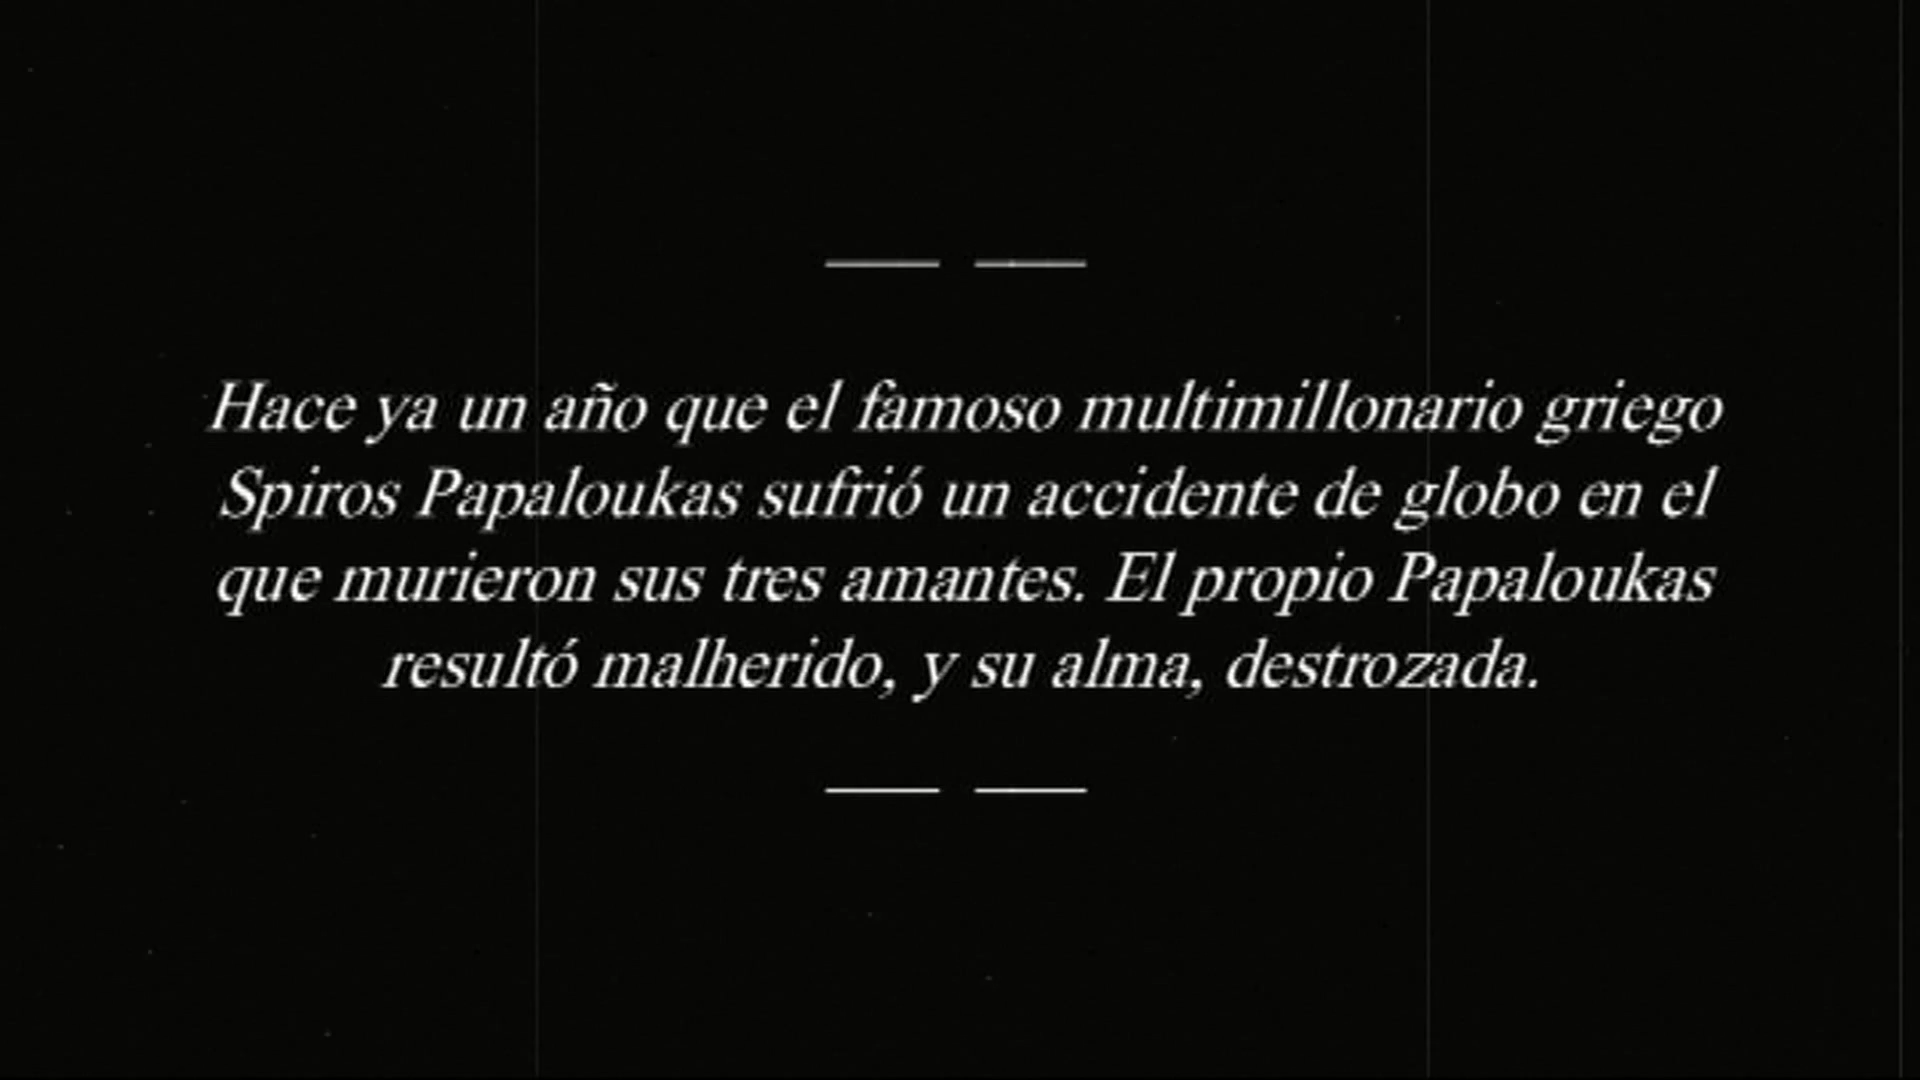 Hace ya un año que el famoso multimillonario griego
Spiros Papaloukas sufrió un accidente de globo en el
que murieron sus tres amantes. El propio Papaloukas
resultó malherido, y su alma, destrozada.